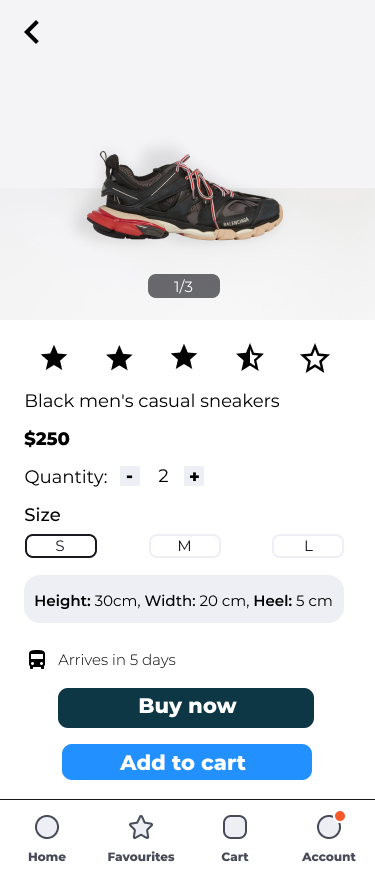 BALENCIAGA
1/3
Black men's casual sneakers
$250
Quantity: - 2 +
Size
S M L
Height: 30cm, Width: 20 cm, Heel: 5 cm
Arrives in 5 days
Buy now
Add to cart
Home Favourites Cart Account